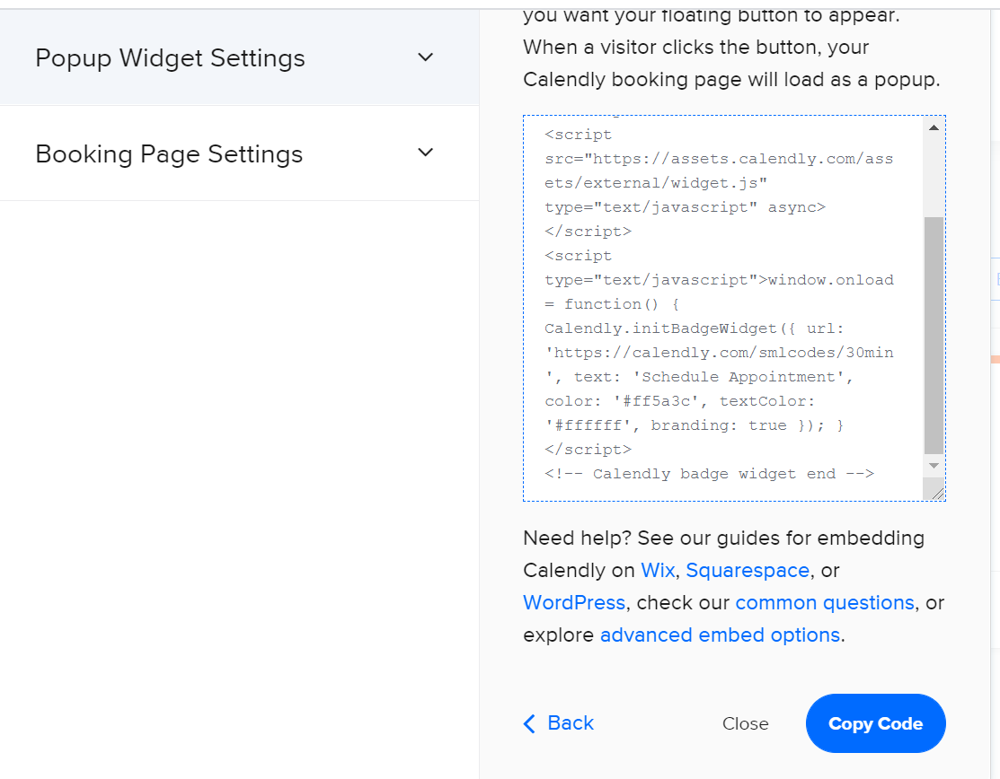 Popup Widget Settings
Booking Page Settings
you want your floating button to appear.
When a visitor clicks the button, your
Calendly booking page will load as a popup.
<script
src="https://assets.calendly.com/ass
ets/external/widget.js"
type="text/javascript" async>
</script>
<script
type="text/javascript">window.onload
= function() {
Calendly.initBadgeWidget({ url:
'https://calendly.com/smlcodes/30min
', text: 'Schedule Appointment',
color: '#ff5a3c', textColor:
'#ffffff', branding: true }); }
</script>
<!-- Calendly badge widget end -->
Need help? See our guides for embedding
Calendly on Wix, Squarespace, or
WordPress, check our common questions, or
explore advanced embed options.
Back
Close
Copy Code